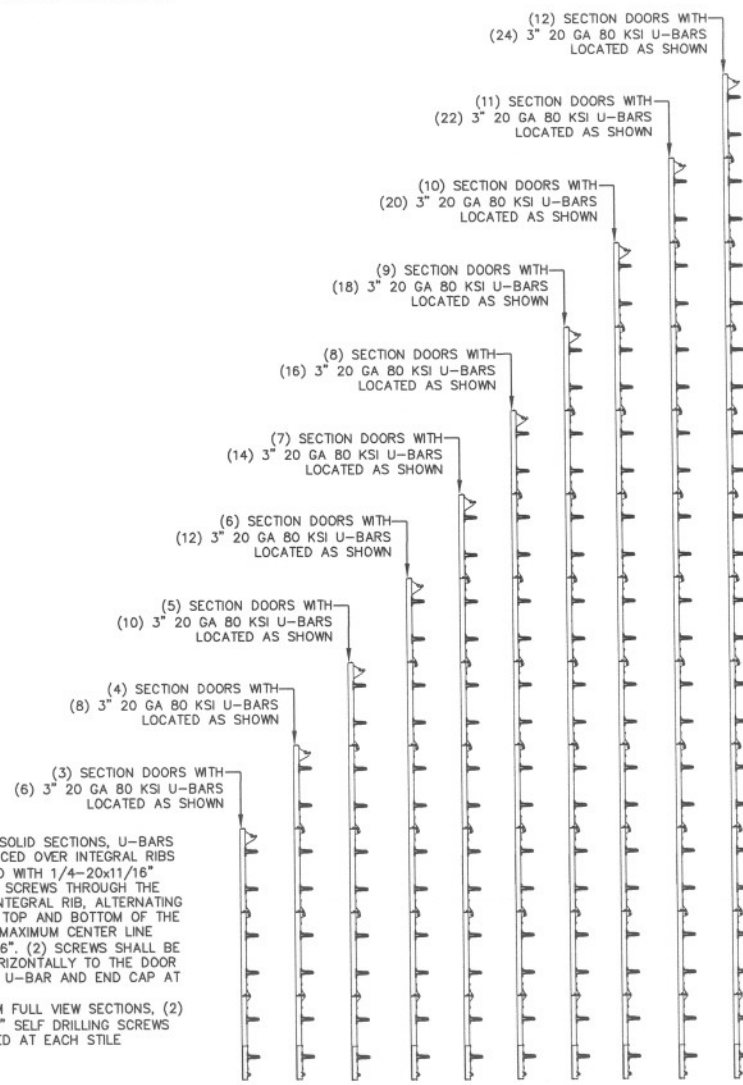 (12) SECTION DOORS WITH
(24) 3" 20 GA 80 KSI U-BARS
LOCATED AS SHOWN
(11) SECTION DOORS WITH
(22) 3" 20 GA 80 KSI U-BARS
LOCATED AS SHOWN
(10) SECTION DOORS WITH
(20) 3" 20 GA 80 KSI U-BARS
LOCATED AS SHOWN
(9) SECTION DOORS WITH
(18) 3" 20 GA 80 KSI U-BARS
LOCATED AS SHOWN
(8) SECTION DOORS WITH
(16) 3" 20 GA 80 KSI U-BARS
LOCATED AS SHOWN
(7) SECTION DOORS WITH
(14) 3" 20 GA 80 KSI U-BARS
LOCATED AS SHOWN
(6) SECTION DOORS WITH
(12) 3" 20 GA 80 KSI U-BARS
LOCATED AS SHOWN
(5) SECTION DOORS WITH
(10) 3" 20 GA 80 KSI U-BARS
LOCATED AS SHOWN
(4) SECTION DOORS WITH
(8) 3" 20 GA 80 KSI U-BARS
LOCATED AS SHOWN
(3) SECTION DOORS WITH
(6) 3" 20 GA 80 KSI U-BARS
LOCATED AS SHOWN
SOLID SECTIONS, U-BARS
CED OVER INTEGRAL RIBS
D WITH 1/4-20x11/16"
SCREWS THROUGH THE
NTEGRAL RIB, ALTERNATING
TOP AND BOTTOM OF THE
MAXIMUM CENTER LINE
6". (2) SCREWS SHALL BE
RIZONTALLY TO THE DOOR
U-BAR AND END CAP AT
M FULL VIEW SECTIONS, (2)
" SELF DRILLING SCREWS
ED AT EACH STILE